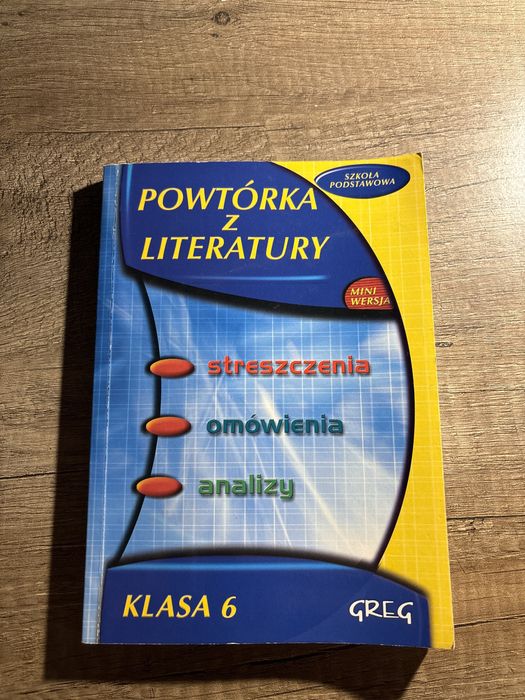 SZKOŁA
PODSTAWOWA
POWTÓRKA
Z
LITERATURY
MINI
WERSJA
streszczenia
omówienia
analizy
KLASA 6
GREG